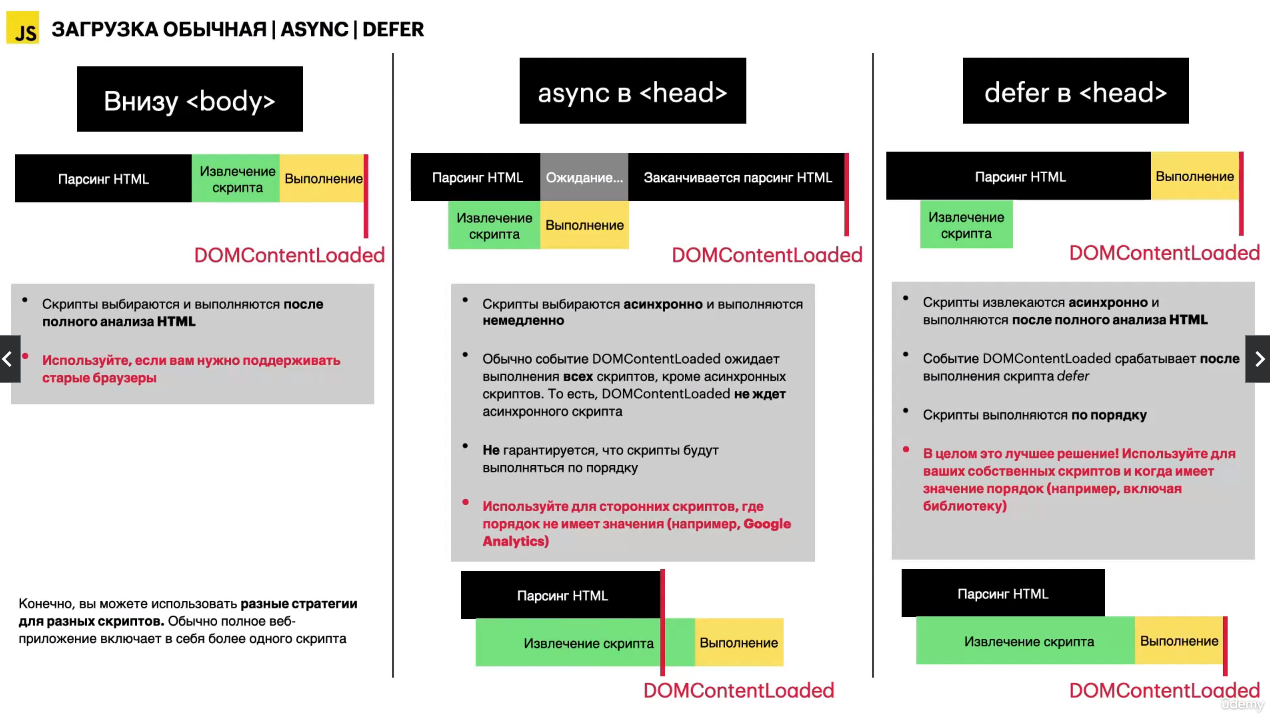 JS
ЗАГРУЗКА ОБЫЧНАЯ | ASYNC | DEFER
Внизу <body>
Парсинг HTML
Извлечение
скрипта
Выполнение
DOMContentLoaded
• Скрипты выбираются и выполняются после
полного анализа HTML
• Используйте, если вам нужно поддерживать
старые браузеры
Конечно, вы можете использовать разные стратегии
для разных скриптов. Обычно полное веб-
приложение включает в себя более одного скрипта
async в <head>
Парсинг HTML
Ожидание...
Заканчивается парсинг HTML
Извлечение
скрипта
Выполнение
DOMContentLoaded
• Скрипты выбираются асинхронно и выполняются
немедленно
• Обычно событие DOMContentLoaded ожидает
выполнения всех скриптов, кроме асинхронных
скриптов. То есть, DOMContentLoaded не ждет
асинхронного скрипта
• Не гарантируется, что скрипты будут
выполняться по порядку
• Используйте для сторонних скриптов, где
порядок не имеет значения (например, Google
Analytics)
Парсинг HTML
Извлечение скрипта
Выполнение
DOMContentLoaded
defer в <head>
Парсинг HTML
Выполнение
Извлечение
скрипта
DOMContentLoaded
• Скрипты извлекаются асинхронно и
выполняются после полного анализа HTML
• Событие DOMContentLoaded срабатывает после
выполнения скрипта defer
• Скрипты выполняются по порядку
• В целом это лучшее решение! Используйте для
ваших собственных скриптов и когда имеет
значение порядок (например, включая
библиотеку)
Парсинг HTML
Извлечение скрипта
Выполнение
DOMContentLoaded
udemy